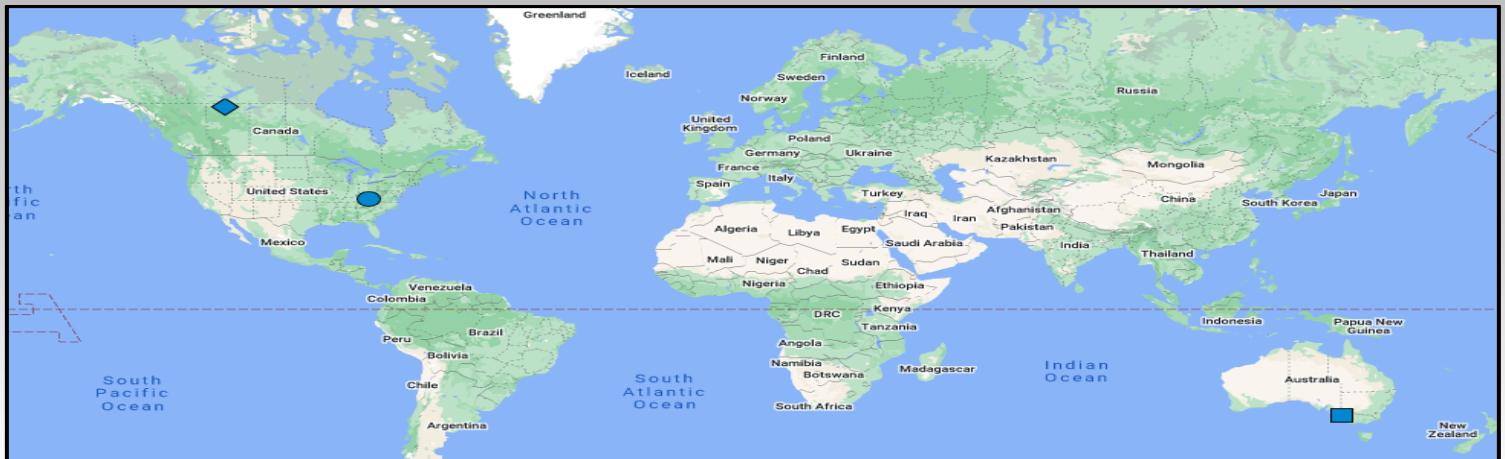 Greenland
Iceland
Finland
Sweden
Norway
Russia
United
Kingdom
Canada
Poland
Germany
Ukraine
France
Kazakhstan
Mongolia
Italy
Spain
United States
Turkey
North
Atlantic
Ocean
Japan
China
South Korea
Iraq
Iran
Afghanistan
Pakistan
Algeria
Libya
Egypt
Saudi Arabia
India
Mexico
Thailand
Mali
Niger
Chad
Sudan
Nigeria
Ethiopia
Venezuela
Colombia
Kenya
DRC
Tanzania
Indonesia
Papua New
Guinea
Brazil
Peru
Angola
Bolivia
Namibia
Botswana
Madagascar
Indian
Ocean
South
Pacific
Ocean
South
Atlantic
Ocean
Chile
Australia
South Africa
Argentina
New
Zealand
rth
fic
an